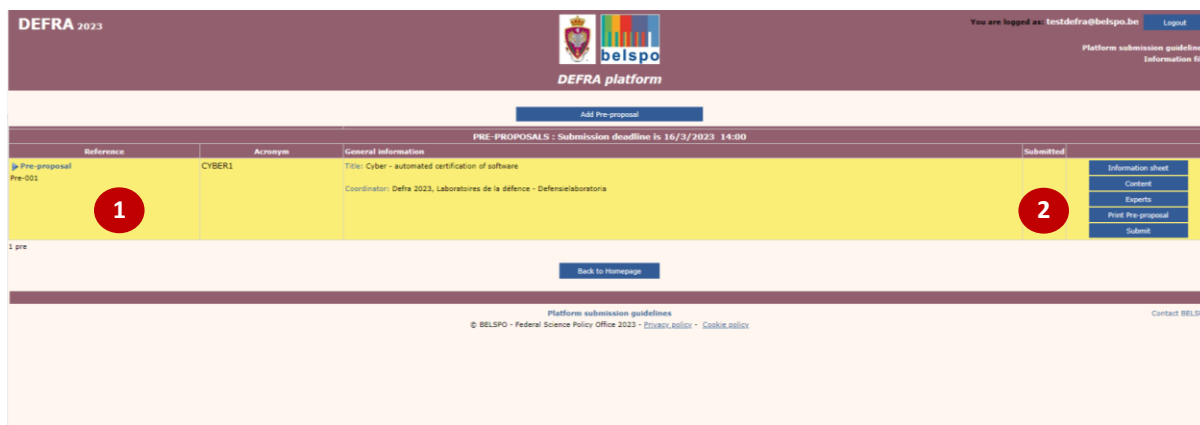 DEFRA 2023
You are logged as: testdefra@belspo.be Logout
belspo
Platform submission guideline
Information fi
DEFRA platform
Add Pre-proposal
PRE-PROPOSALS : Submission deadline is 16/3/2023 14:00
Reference Acronym General information Submitted
Pre-proposal CYBER1 Title: Cyber - automated certification of software
Pre-001
Coordinator: Defra 2023, Laboratoires de la défence - Defensielaboratoria
Information sheet
Content
Experts
Print Pre-proposal
Submit
1
2
1 pre
Back to Homepage
Platform submission guidelines
Contact BELSP
© BELSPO - Federal Science Policy Office 2023 - Privacy policy - Cookie policy